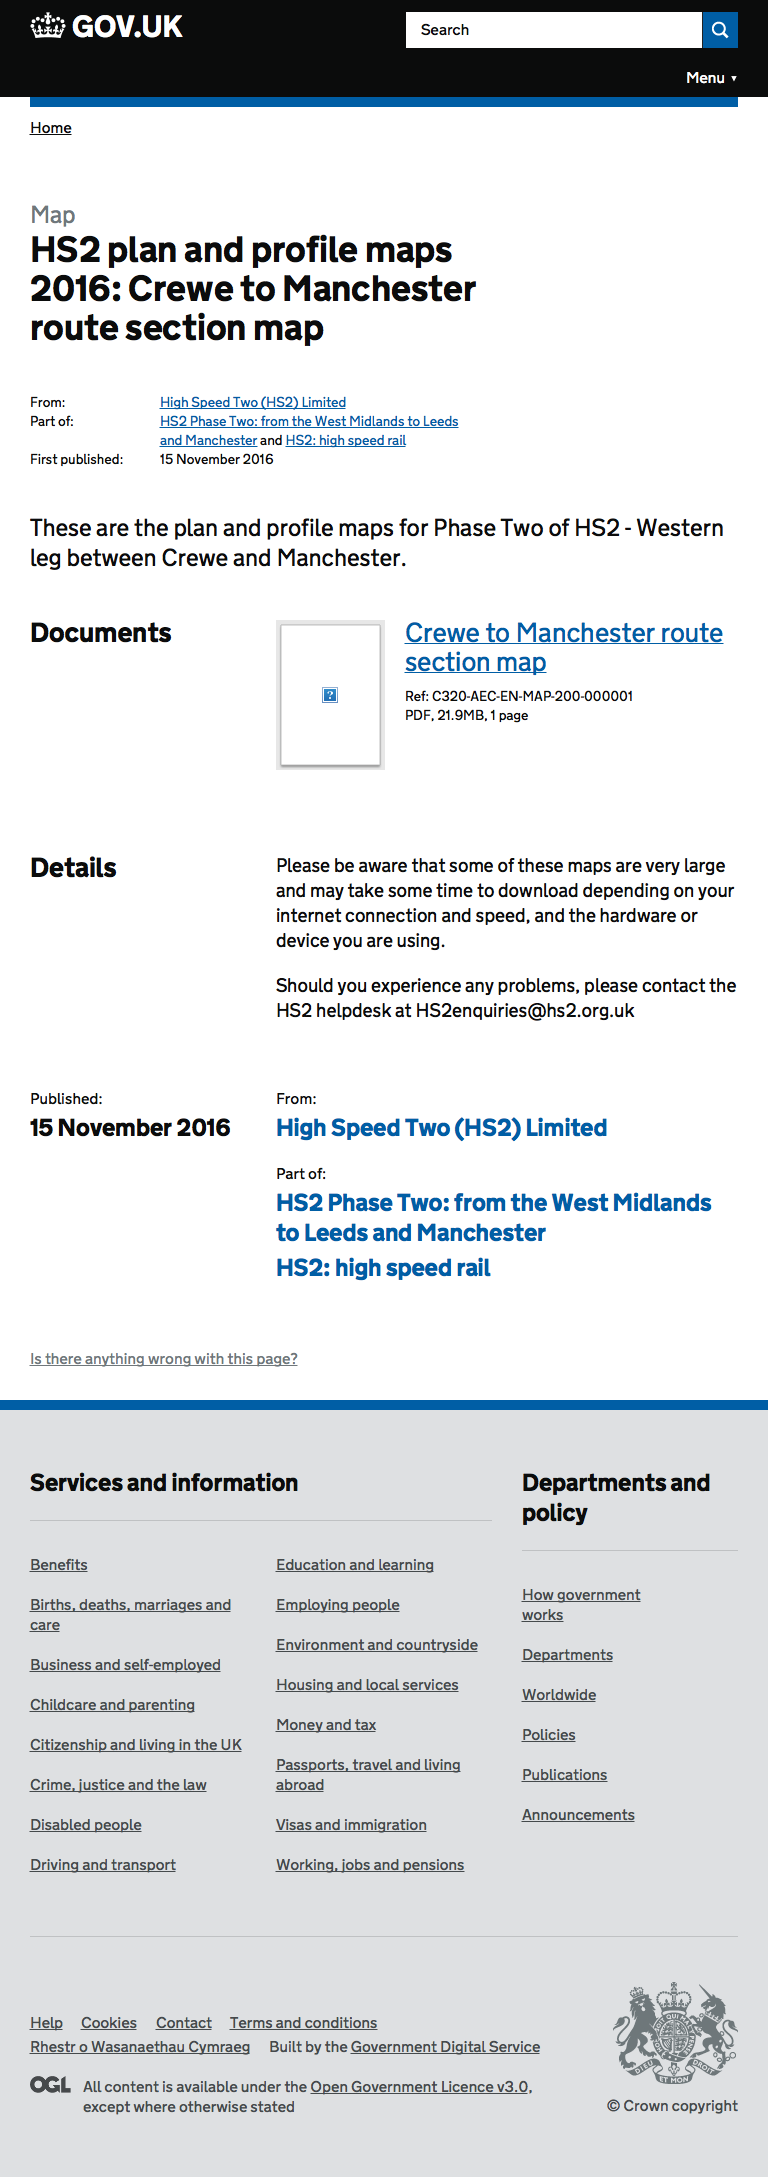 GOV.UK
Search
Menu ▼
Home
Map
HS2 plan and profile maps
2016: Crewe to Manchester
route section map
From: High Speed Two (HS2) Limited
Part of: HS2 Phase Two: from the West Midlands to Leeds
and Manchester and HS2: high speed rail
First published: 15 November 2016
These are the plan and profile maps for Phase Two of HS2 - Western
leg between Crewe and Manchester.
Documents
?
Crewe to Manchester route
section map
Ref: C320-AEC-EN-MAP-200-000001
PDF, 21.9MB, 1 page
Details
Please be aware that some of these maps are very large
and may take some time to download depending on your
internet connection and speed, and the hardware or
device you are using.
Should you experience any problems, please contact the
HS2 helpdesk at HS2enquiries@hs2.org.uk
Published:
15 November 2016
From:
High Speed Two (HS2) Limited
Part of:
HS2 Phase Two: from the West Midlands
to Leeds and Manchester
HS2: high speed rail
Is there anything wrong with this page?
Services and information
Benefits
Births, deaths, marriages and
care
Business and self-employed
Childcare and parenting
Citizenship and living in the UK
Crime, justice and the law
Disabled people
Driving and transport
Education and learning
Employing people
Environment and countryside
Housing and local services
Money and tax
Passports, travel and living
abroad
Visas and immigration
Working, jobs and pensions
Departments and
policy
How government
works
Departments
Worldwide
Policies
Publications
Announcements
Help Cookies Contact Terms and conditions
Rhestr o Wasanaethau Cymraeg Built by the Government Digital Service
OGL All content is available under the Open Government Licence v3.0,
except where otherwise stated
DIEU ET MON DROIT
© Crown copyright